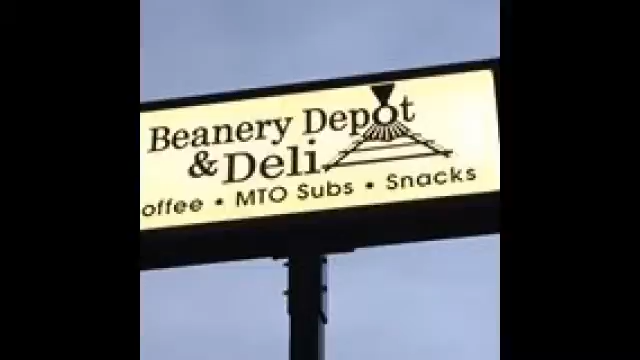 Beanery Depot
& Deli
offee • MTO Subs • Snacks